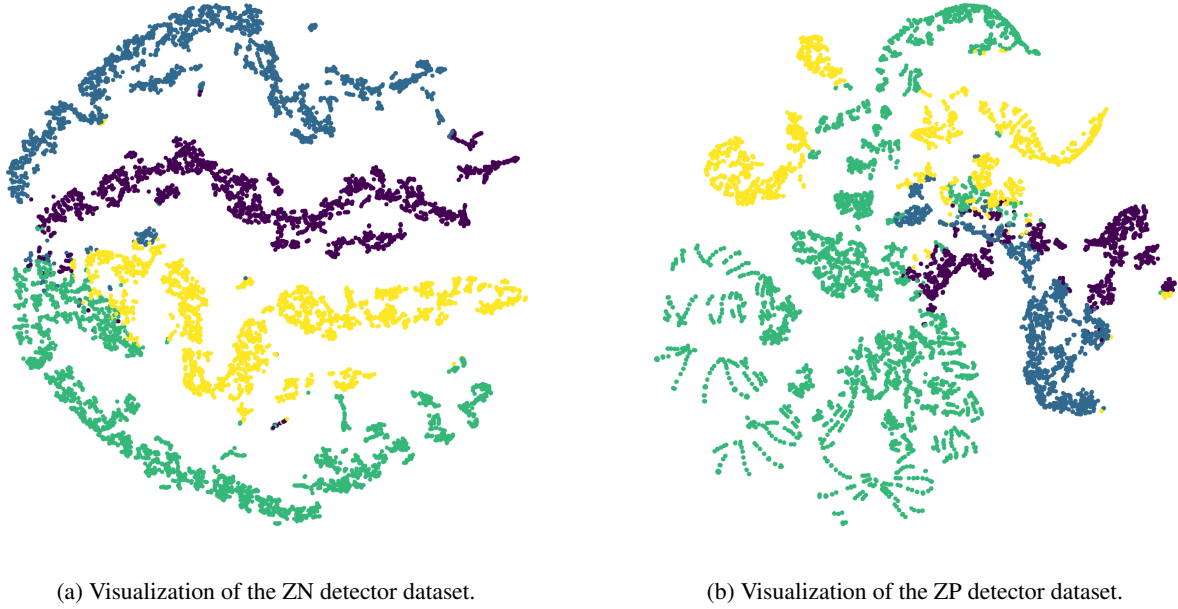 (a) Visualization of the ZN detector dataset.
(b) Visualization of the ZP detector dataset.